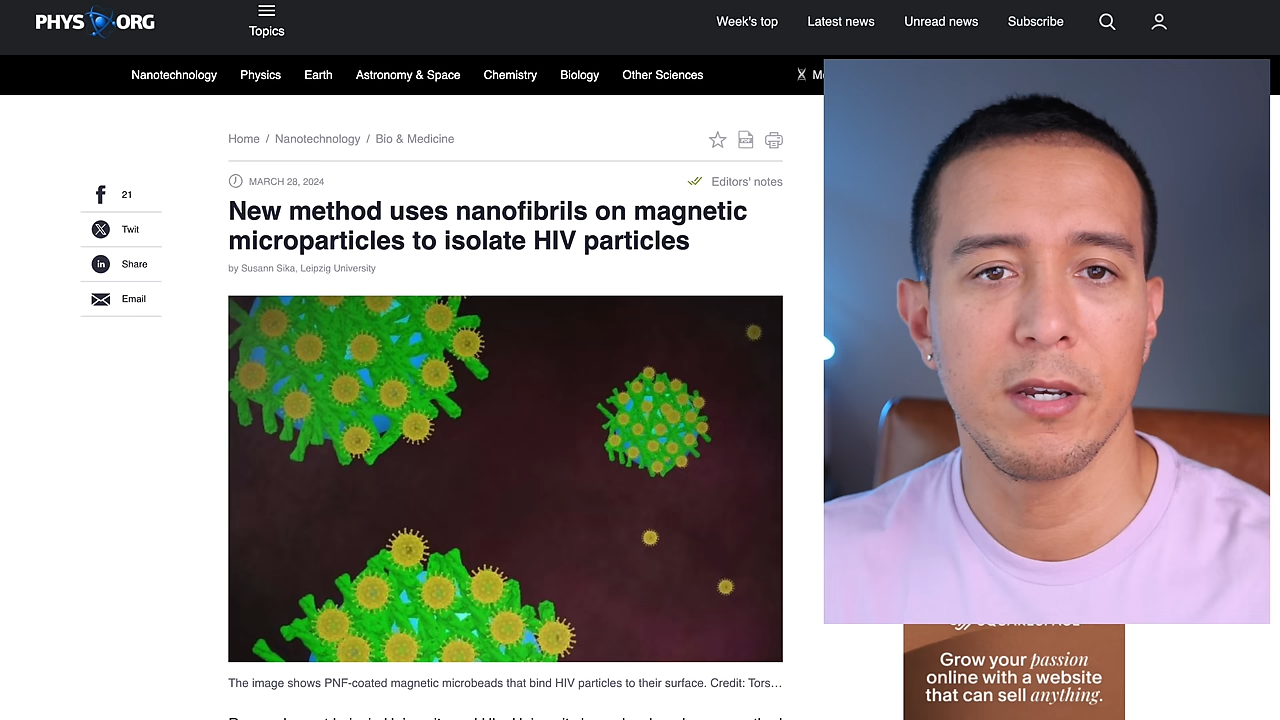 PHYS ORG
Topics
Week's top
Latest news
Unread news
Subscribe
Nanotechnology
Physics
Earth
Astronomy & Space
Chemistry
Biology
Other Sciences
Home / Nanotechnology / Bio & Medicine
MARCH 28, 2024
Editors' notes
New method uses nanofibrils on magnetic
microparticles to isolate HIV particles
by Susann Sika, Leipzig University
21
Twit
Share
Email
The image shows PNF-coated magnetic microbeads that bind HIV particles to their surface. Credit: Tors…
Grow your passion
online with a website
that can sell anything.